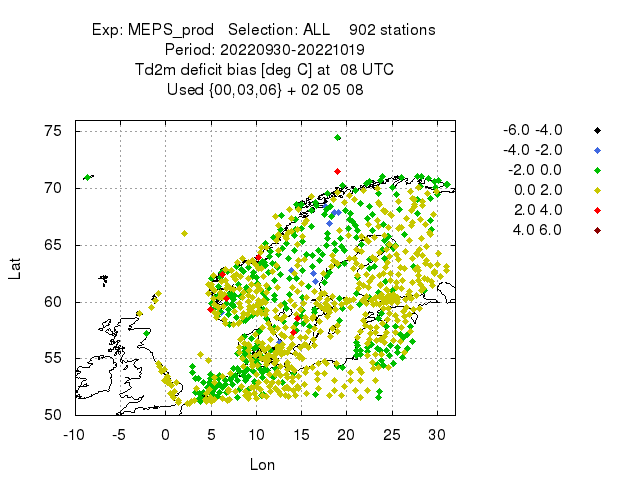 Exp: MEPS_prod   Selection: ALL    902 stations
Period: 20220930-20221019
Td2m deficit bias [deg C] at  08 UTC
Used {00,03,06} + 02 05 08
-6.0 -4.0
-4.0 -2.0
-2.0 0.0
0.0 2.0
2.0 4.0
4.0 6.0
75
70
65
60
55
50
Lat
-10 -5 0 5 10 15 20 25 30
Lon